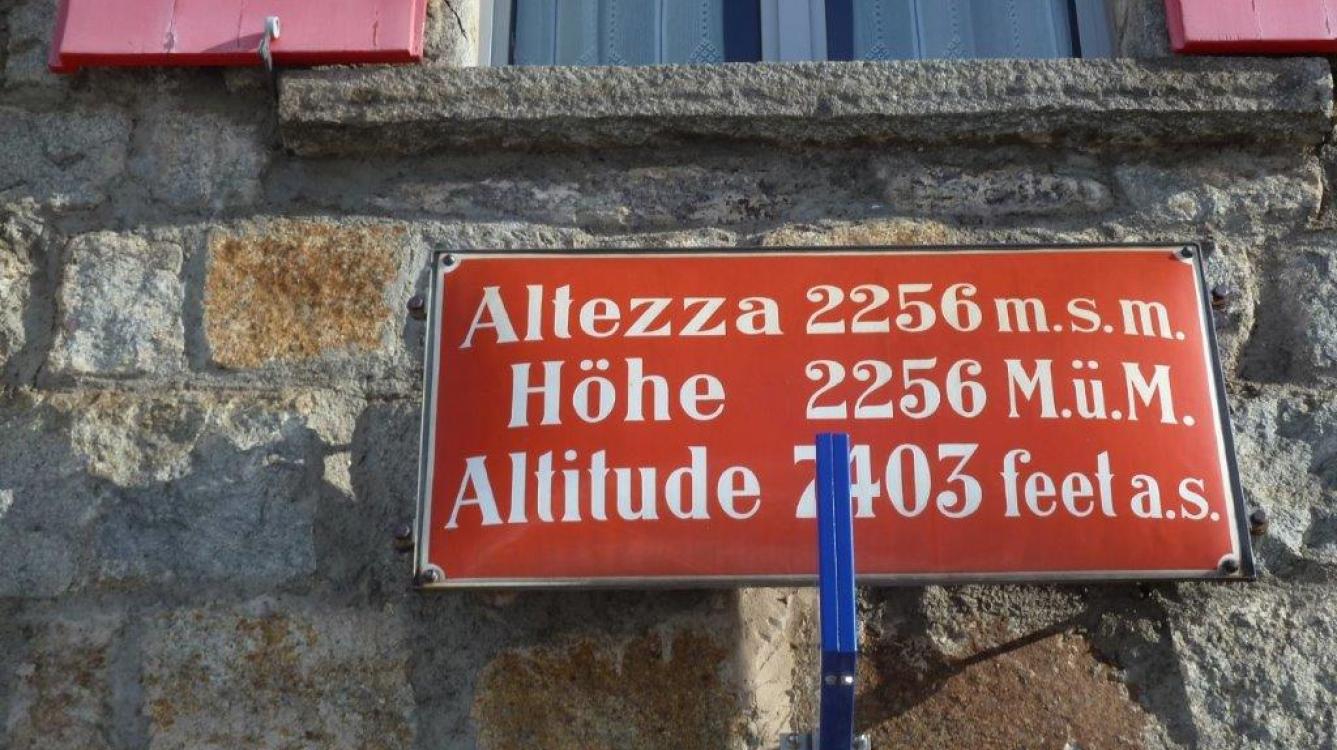 Altezza 2256 m.s.m.
Höhe 2256 M.ü.M.
Altitude 7403 feet a.s.